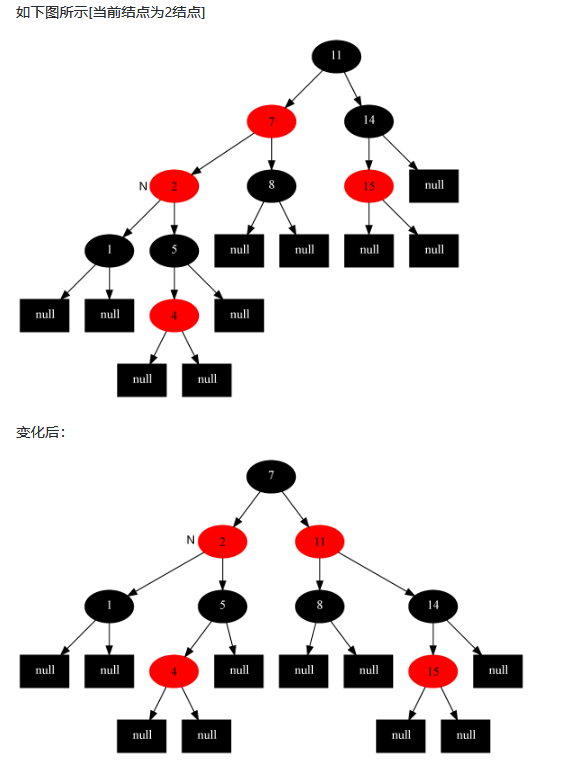 如下图所示[当前结点为2结点]
11
7 14
N 2 8 15 null
1 5 null null null null
null null 4 null
null null
变化后：
7
N 2 11
1 5 8 14
null null 4 null null null 15 null
null null null null